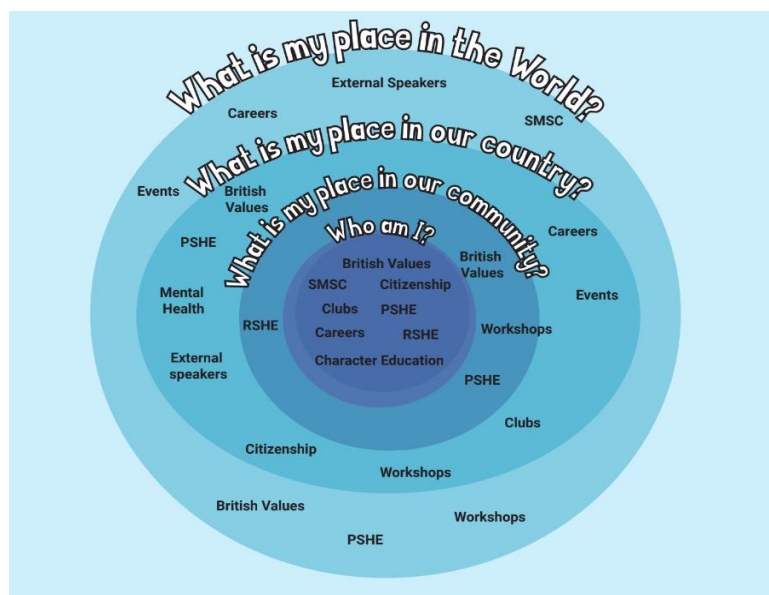 What is my place in the World?
External Speakers
Careers
SMSC
What is my place in our country?
Events
British
Values
What is my place in our community?
PSHE
Careers
Who am I?
British Values
British
Values
SMSC
Citizenship
Mental
Health
Events
Clubs
PSHE
RSHE
Workshops
Careers
RSHE
External
speakers
Character Education
PSHE
Clubs
Citizenship
Workshops
British Values
Workshops
PSHE